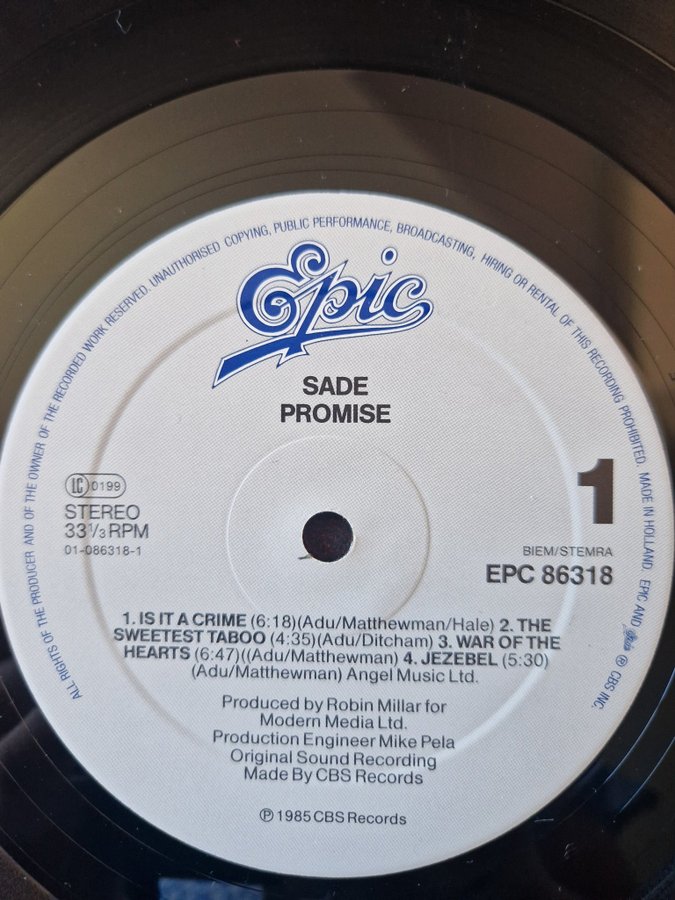 ALL RIGHTS OF THE PRODUCER AND OF THE OWNER OF THE RECORDED WORK RESERVED. UNAUTHORISED COPYING, PUBLIC PERFORMANCE, BROADCASTING, HIRING OR RENTAL OF THIS RECORDING PROHIBITED. MADE IN HOLLAND. EPIC AND Epic ℗ CBS INC.
Epic
SADE
PROMISE
1
LC 0199
STEREO
33 1/3 RPM
01-086318-1
BIEM/STEMRA
EPC 86318
1. IS IT A CRIME (6:18)(Adu/Matthewman/Hale) 2. THE
SWEETEST TABOO (4:35)(Adu/Ditcham) 3. WAR OF THE
HEARTS (6:47)((Adu/Matthewman) 4. JEZEBEL (5:30)
(Adu/Matthewman) Angel Music Ltd.
Produced by Robin Millar for
Modern Media Ltd.
Production Engineer Mike Pela
Original Sound Recording
Made By CBS Records
℗ 1985 CBS Records